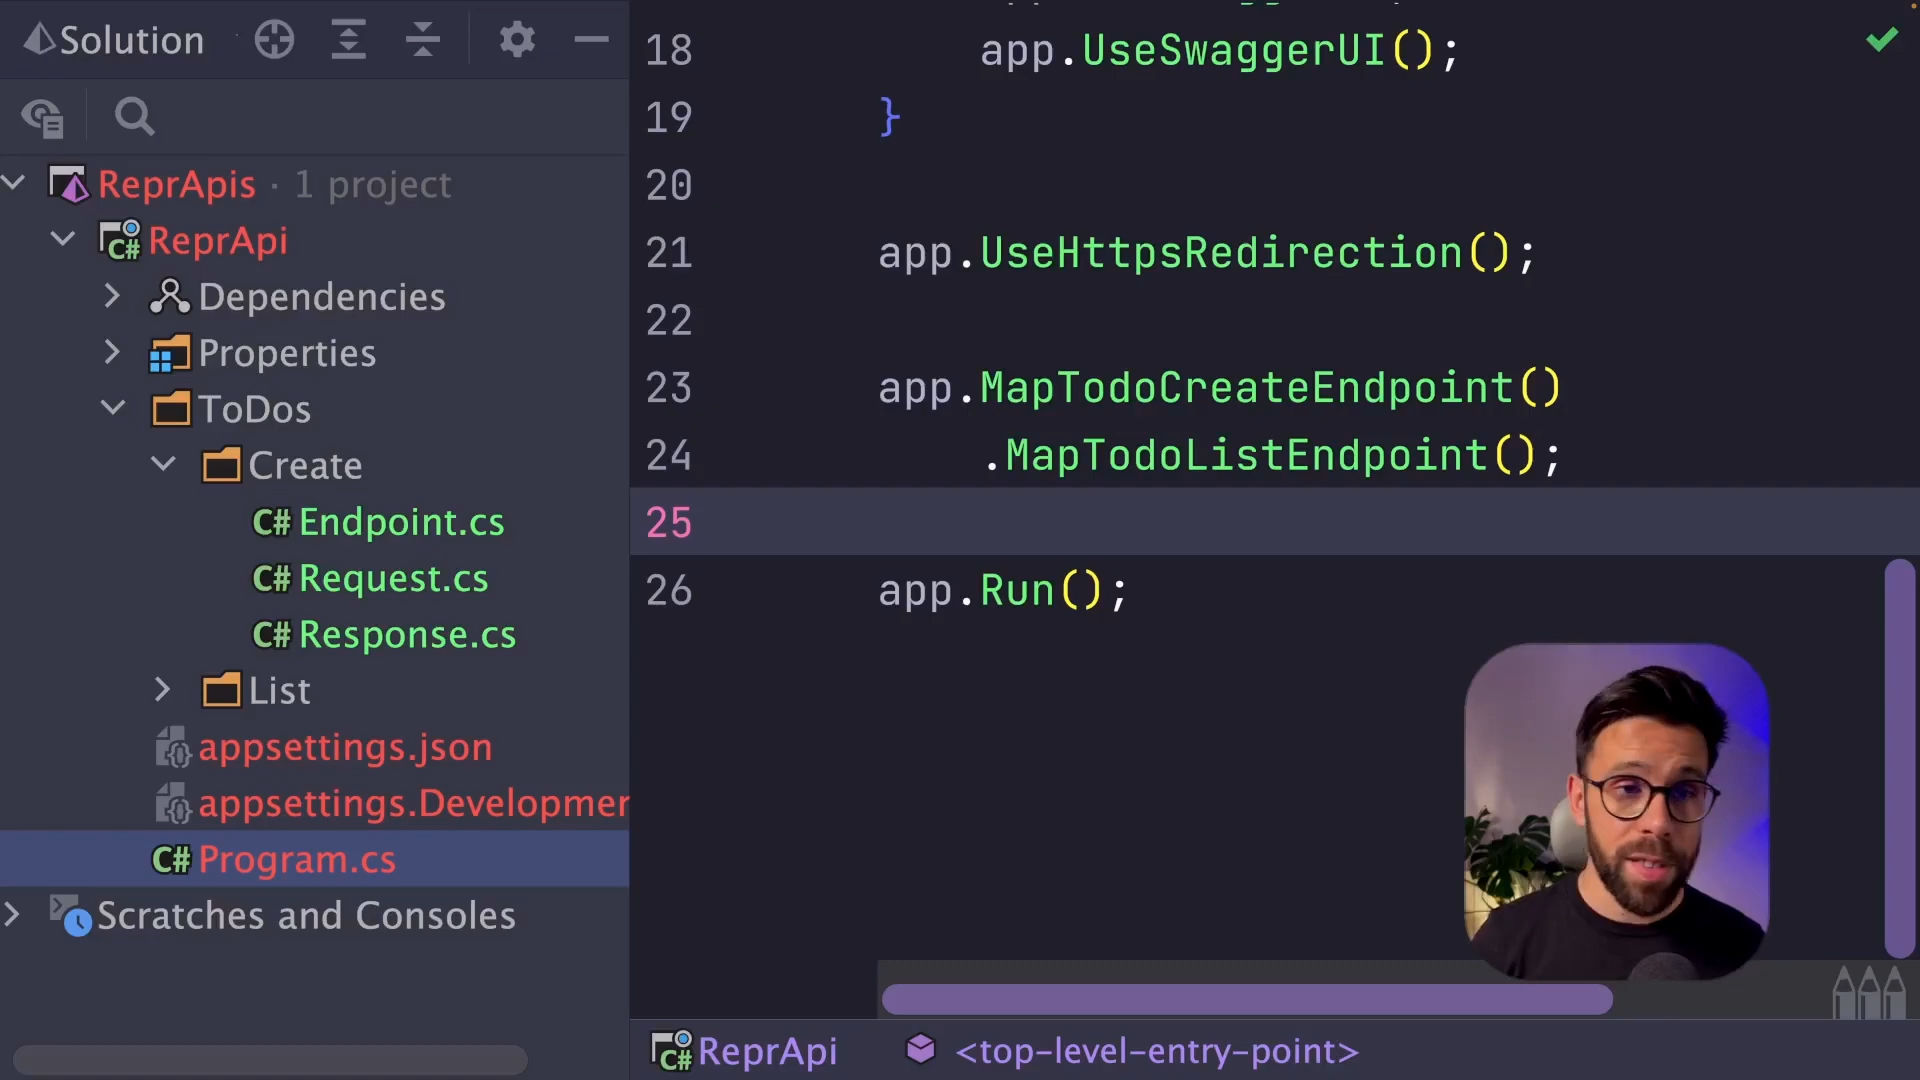 Solution
ReprApis · 1 project
ReprApi
Dependencies
Properties
ToDos
Create
C# Endpoint.cs
C# Request.cs
C# Response.cs
List
appsettings.json
appsettings.Developmen
C# Program.cs
Scratches and Consoles
18 app.UseSwaggerUI();
19 }
20
21 app.UseHttpsRedirection();
22
23 app.MapTodoCreateEndpoint()
24 .MapTodoListEndpoint();
25
26 app.Run();
C# ReprApi <top-level-entry-point>